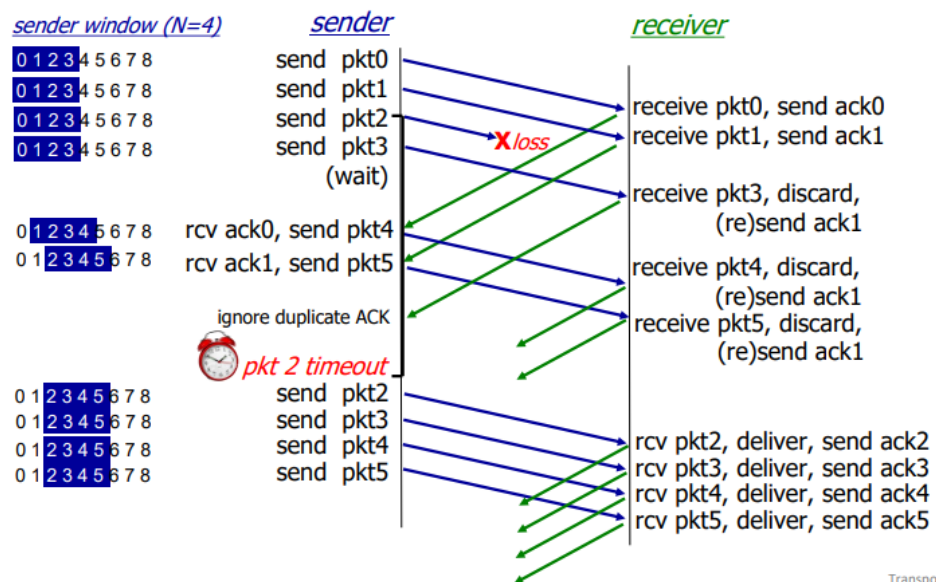 sender window (N=4)
sender
receiver
0 1 2 3 4 5 6 7 8
send pkt0
0 1 2 3 4 5 6 7 8
send pkt1
0 1 2 3 4 5 6 7 8
send pkt2
0 1 2 3 4 5 6 7 8
send pkt3
(wait)
X loss
receive pkt0, send ack0
receive pkt1, send ack1
receive pkt3, discard,
(re)send ack1
0 1 2 3 4 5 6 7 8
rcv ack0, send pkt4
0 1 2 3 4 5 6 7 8
rcv ack1, send pkt5
receive pkt4, discard,
(re)send ack1
receive pkt5, discard,
(re)send ack1
ignore duplicate ACK
pkt 2 timeout
0 1 2 3 4 5 6 7 8
send pkt2
0 1 2 3 4 5 6 7 8
send pkt3
0 1 2 3 4 5 6 7 8
send pkt4
0 1 2 3 4 5 6 7 8
send pkt5
rcv pkt2, deliver, send ack2
rcv pkt3, deliver, send ack3
rcv pkt4, deliver, send ack4
rcv pkt5, deliver, send ack5
Transpo